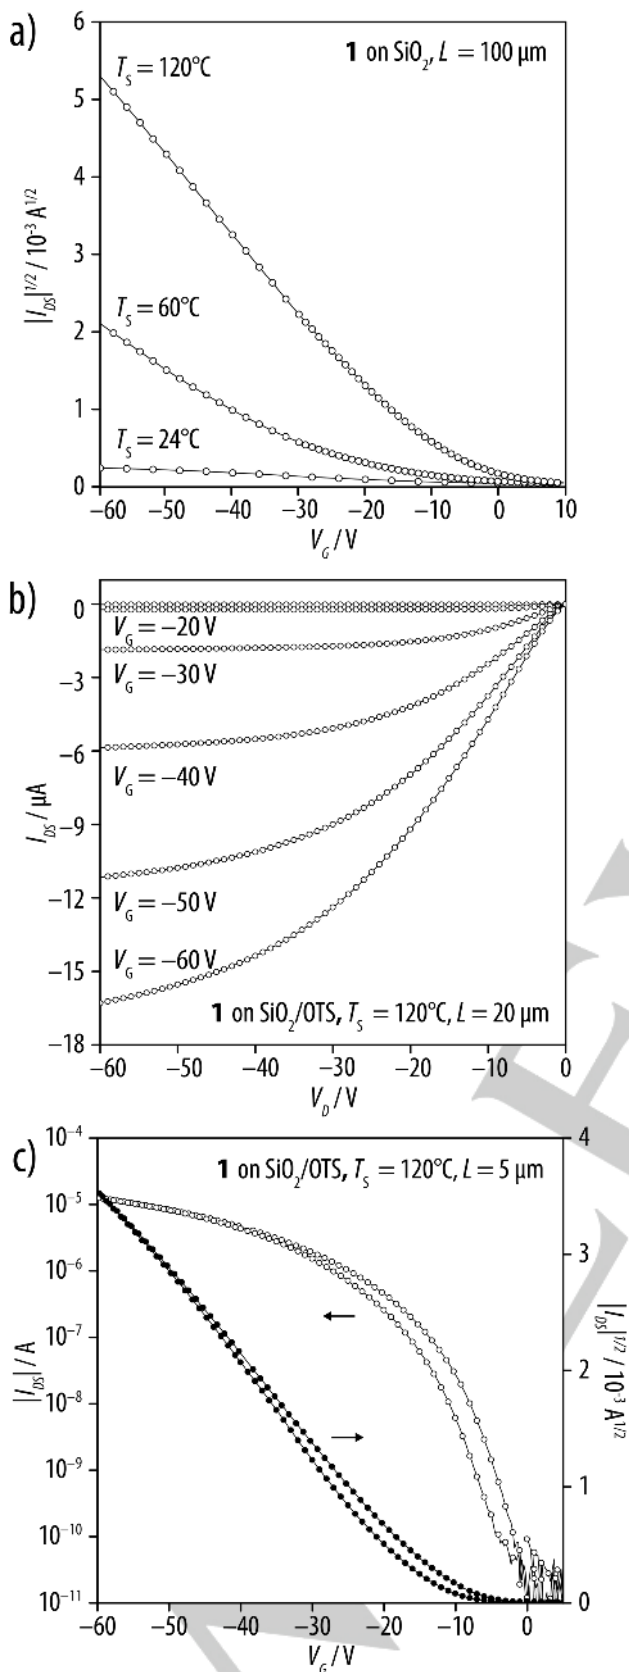 a)
1 on SiO₂, L = 100 μm
T_S = 120°C
T_S = 60°C
T_S = 24°C
|I_DS|^1/2 / 10⁻³ A^1/2
6
5
4
3
2
1
0
−60 −50 −40 −30 −20 −10 0 10
V_G / V
b)
V_G = −20 V
V_G = −30 V
V_G = −40 V
V_G = −50 V
V_G = −60 V
1 on SiO₂/OTS, T_S = 120°C, L = 20 μm
I_DS / μA
0
−3
−6
−9
−12
−15
−18
−60 −50 −40 −30 −20 −10 0
V_D / V
c)
1 on SiO₂/OTS, T_S = 120°C, L = 5 μm
|I_DS| / A
10⁻⁴
10⁻⁵
10⁻⁶
10⁻⁷
10⁻⁸
10⁻⁹
10⁻¹⁰
10⁻¹¹
4
3
2
1
0
|I_DS|^1/2 / 10⁻³ A^1/2
−60 −50 −40 −30 −20 −10 0
V_G / V